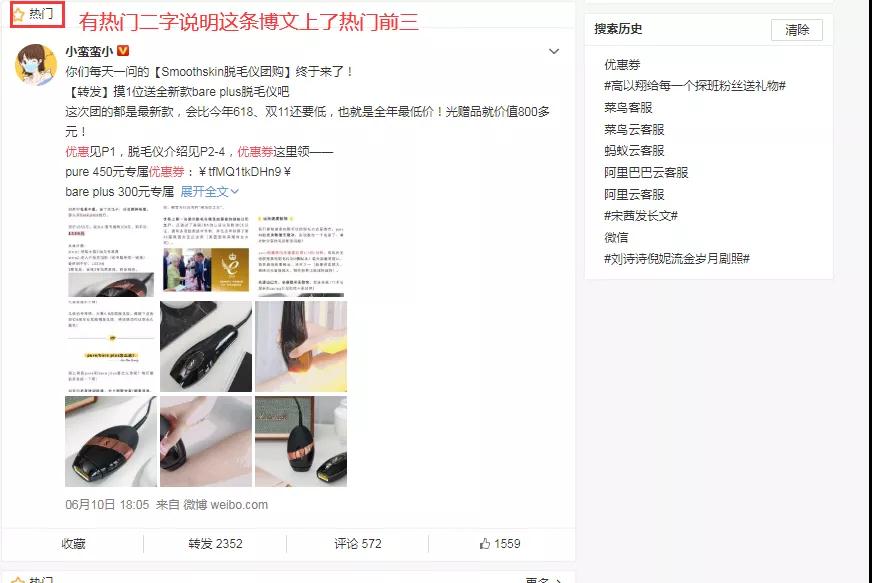 热门
有热门二字说明这条博文上了热门前三
小蛮蛮小
你们每天一问的【Smoothskin脱毛仪团购】终于来了！
【转发】摸1位送全新款bare plus脱毛仪吧
这次团的都是最新款，会比今年618、双11还要低，也就是全年最低价！光赠品就价值800多
元！
优惠见P1，脱毛仪介绍见P2-4，优惠券这里领——
pure 450元专属优惠券：￥tfMQ1tkDHn9￥
bare plus 300元专属 展开全文
06月10日 18:05 来自 微博 weibo.com
收藏
转发 2352
评论 572
1559
热门
更多
搜索历史
清除
优惠券
#高以翔给每一个探班粉丝送礼物#
菜鸟客服
菜鸟云客服
蚂蚁云客服
阿里巴巴云客服
阿里云客服
#宋茜发长文#
微信
#刘诗诗倪妮流金岁月剧照#